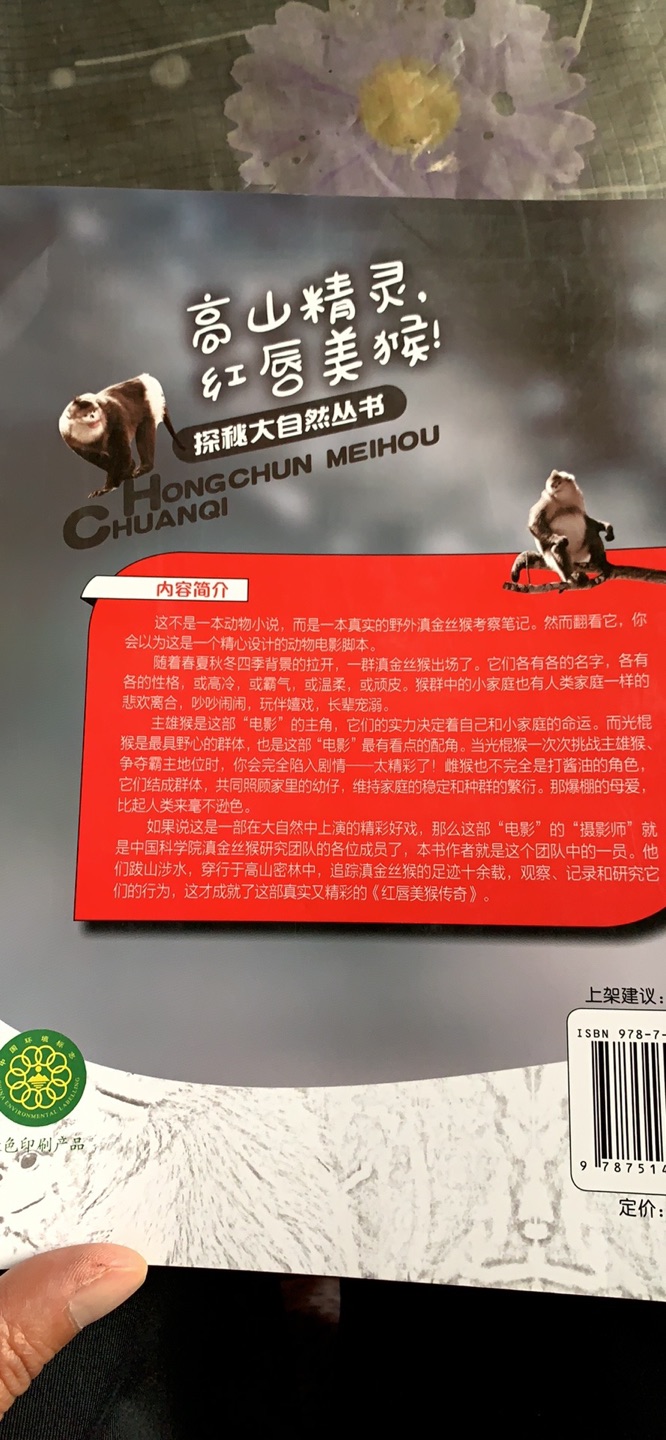 高山精灵,
红唇美猴!
探秘大自然丛书
HONGCHUN MEIHOU
CHUANQI
内容简介
这不是一本动物小说，而是一本真实的野外滇金丝猴考察笔记。然而翻看它，你
会以为这是一个精心设计的动物电影脚本。
随着春夏秋冬四季背景的拉开，一群滇金丝猴出场了。它们各有各的名字，各有
各的性格，或高冷，或霸气，或温柔，或顽皮。猴群中的小家庭也有人类家庭一样的
悲欢离合，吵吵闹闹，玩伴嬉戏，长辈宠溺。
主雄猴是这部“电影”的主角，它们的实力决定着自己和小家庭的命运。而光棍
猴是最具野心的群体，也是这部“电影”最有看点的配角。当光棍猴一次次挑战主雄猴、
争夺霸主地位时，你会完全陷入剧情——太精彩了！雌猴也不完全是打酱油的角色，
它们结成群体，共同照顾家里的幼仔，维持家庭的稳定和种群的繁衍。那爆棚的母爱，
比起人类来毫不逊色。
如果说这是一部在大自然中上演的精彩好戏，那么这部“电影”的“摄影师”就
是中国科学院滇金丝猴研究团队的各位成员了，本书作者就是这个团队中的一员。他
们跋山涉水，穿行于高山密林中，追踪滇金丝猴的足迹十余载，观察、记录和研究它
们的行为，这才成就了这部真实又精彩的《红唇美猴传奇》。
上架建议：
ISBN 978-7-
9 787514
定价：
中国环境标志
CHINA ENVIRONMENTAL LABELLING
色印刷产品